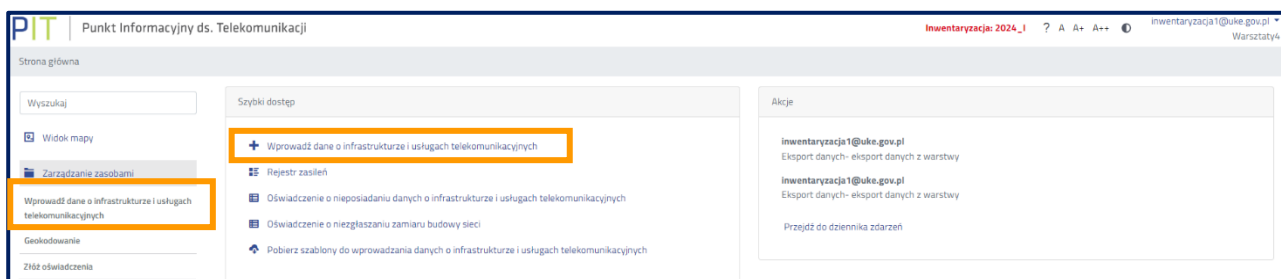 PIT Punkt Informacyjny ds. Telekomunikacji
Inwentaryzacja: 2024_I ? A A+ A++
inwentaryzacja1@uke.gov.pl
Warsztaty4
Strona główna
Wyszukaj
Widok mapy
Zarządzanie zasobami
Wprowadź dane o infrastrukturze i usługach
telekomunikacyjnych
Geokodowanie
Złóż oświadczenia
Szybki dostęp
Wprowadź dane o infrastrukturze i usługach telekomunikacyjnych
Rejestr zasileń
Oświadczenie o nieposiadaniu danych o infrastrukturze i usługach telekomunikacyjnych
Oświadczenie o niezgłaszaniu zamiaru budowy sieci
Pobierz szablony do wprowadzania danych o infrastrukturze i usługach telekomunikacyjnych
Akcje
inwentaryzacja1@uke.gov.pl
Eksport danych- eksport danych z warstwy
inwentaryzacja1@uke.gov.pl
Eksport danych- eksport danych z warstwy
Przejdź do dziennika zdarzeń